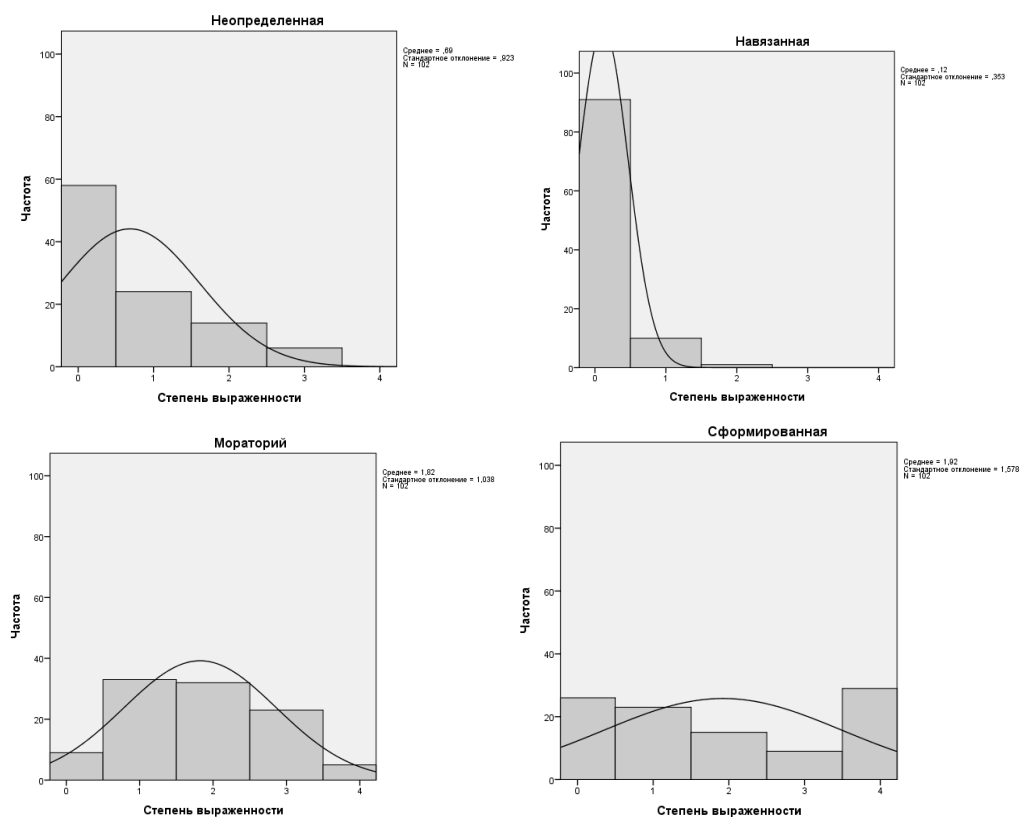 Неопределенная
Среднее = ,69
Стандартное отклонение = ,923
N = 102
100
80
60
40
20
0
Частота
0 1 2 3 4
Степень выраженности
Навязанная
Среднее = ,12
Стандартное отклонение = ,353
N = 102
100
80
60
40
20
0
Частота
0 1 2 3 4
Степень выраженности
Мораторий
Среднее = 1,82
Стандартное отклонение = 1,038
N = 102
100
80
60
40
20
0
Частота
0 1 2 3 4
Степень выраженности
Сформированная
Среднее = 1,92
Стандартное отклонение = 1,578
N = 102
100
80
60
40
20
0
Частота
0 1 2 3 4
Степень выраженности